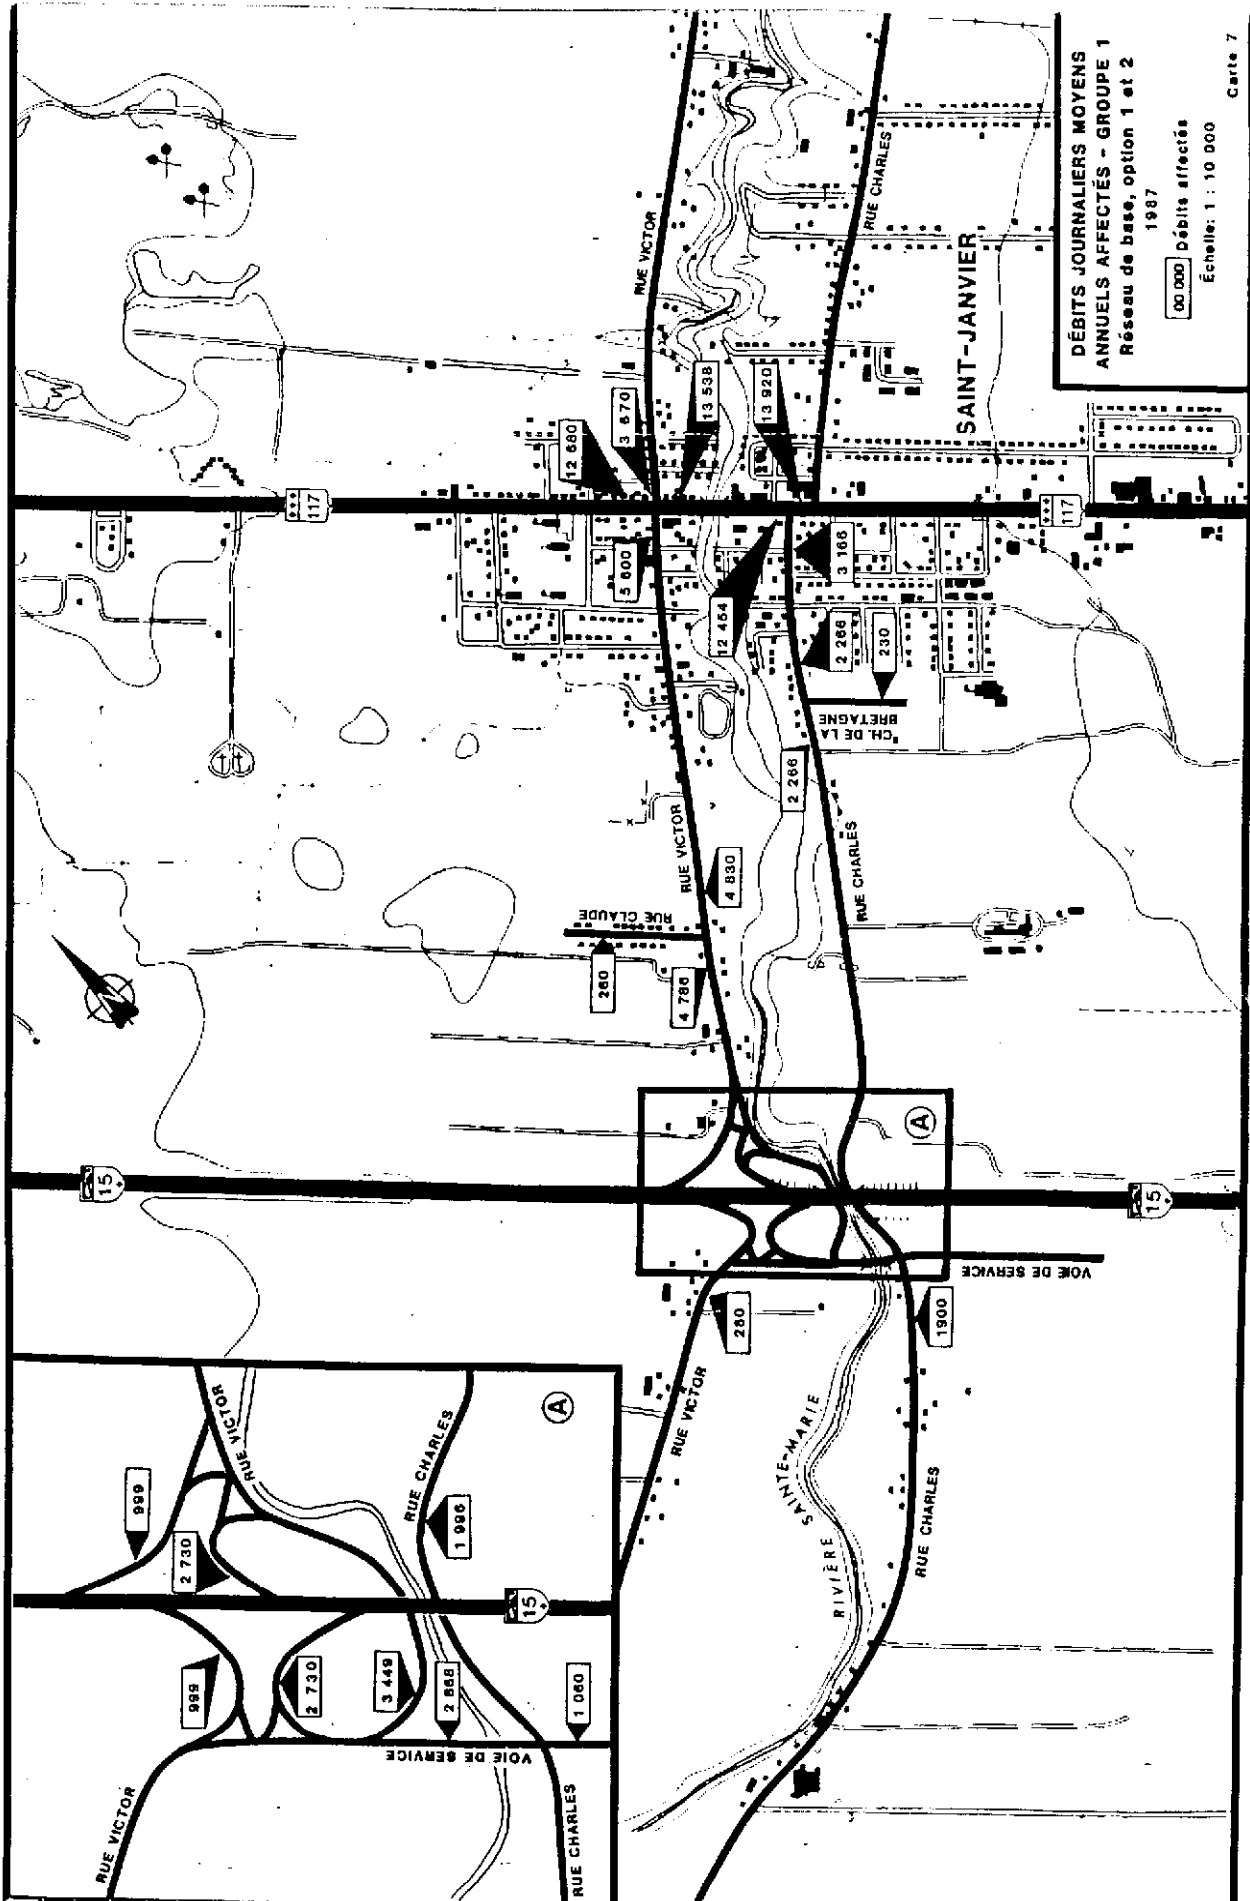 DÉBITS JOURNALIERS MOYENS
ANNUELS AFFECTÉS - GROUPE 1
Réseau de base, option 1 et 2
1987
00 000 Débits affectés
Échelle: 1 : 10 000
Carte 7
SAINT-JANVIER
RUE VICTOR
RUE CHARLES
12 680
3 670
13 538
13 920
117
117
5 600
12 454
3 166
2 266
230
CH. DE LA
BRETAGNE
2 266
RUE VICTOR
4 830
RUE CHARLES
RUE CLAUDE
260
4 786
N
A
15
15
VOIE DE SERVICE
280
1900
RUE VICTOR
RIVIÈRE SAINTE-MARIE
RUE CHARLES
RUE VICTOR
A
999
2 730
RUE CHARLES
1 996
15
999
2 730
3 449
2 668
1 060
VOIE DE SERVICE
RUE VICTOR
RUE CHARLES